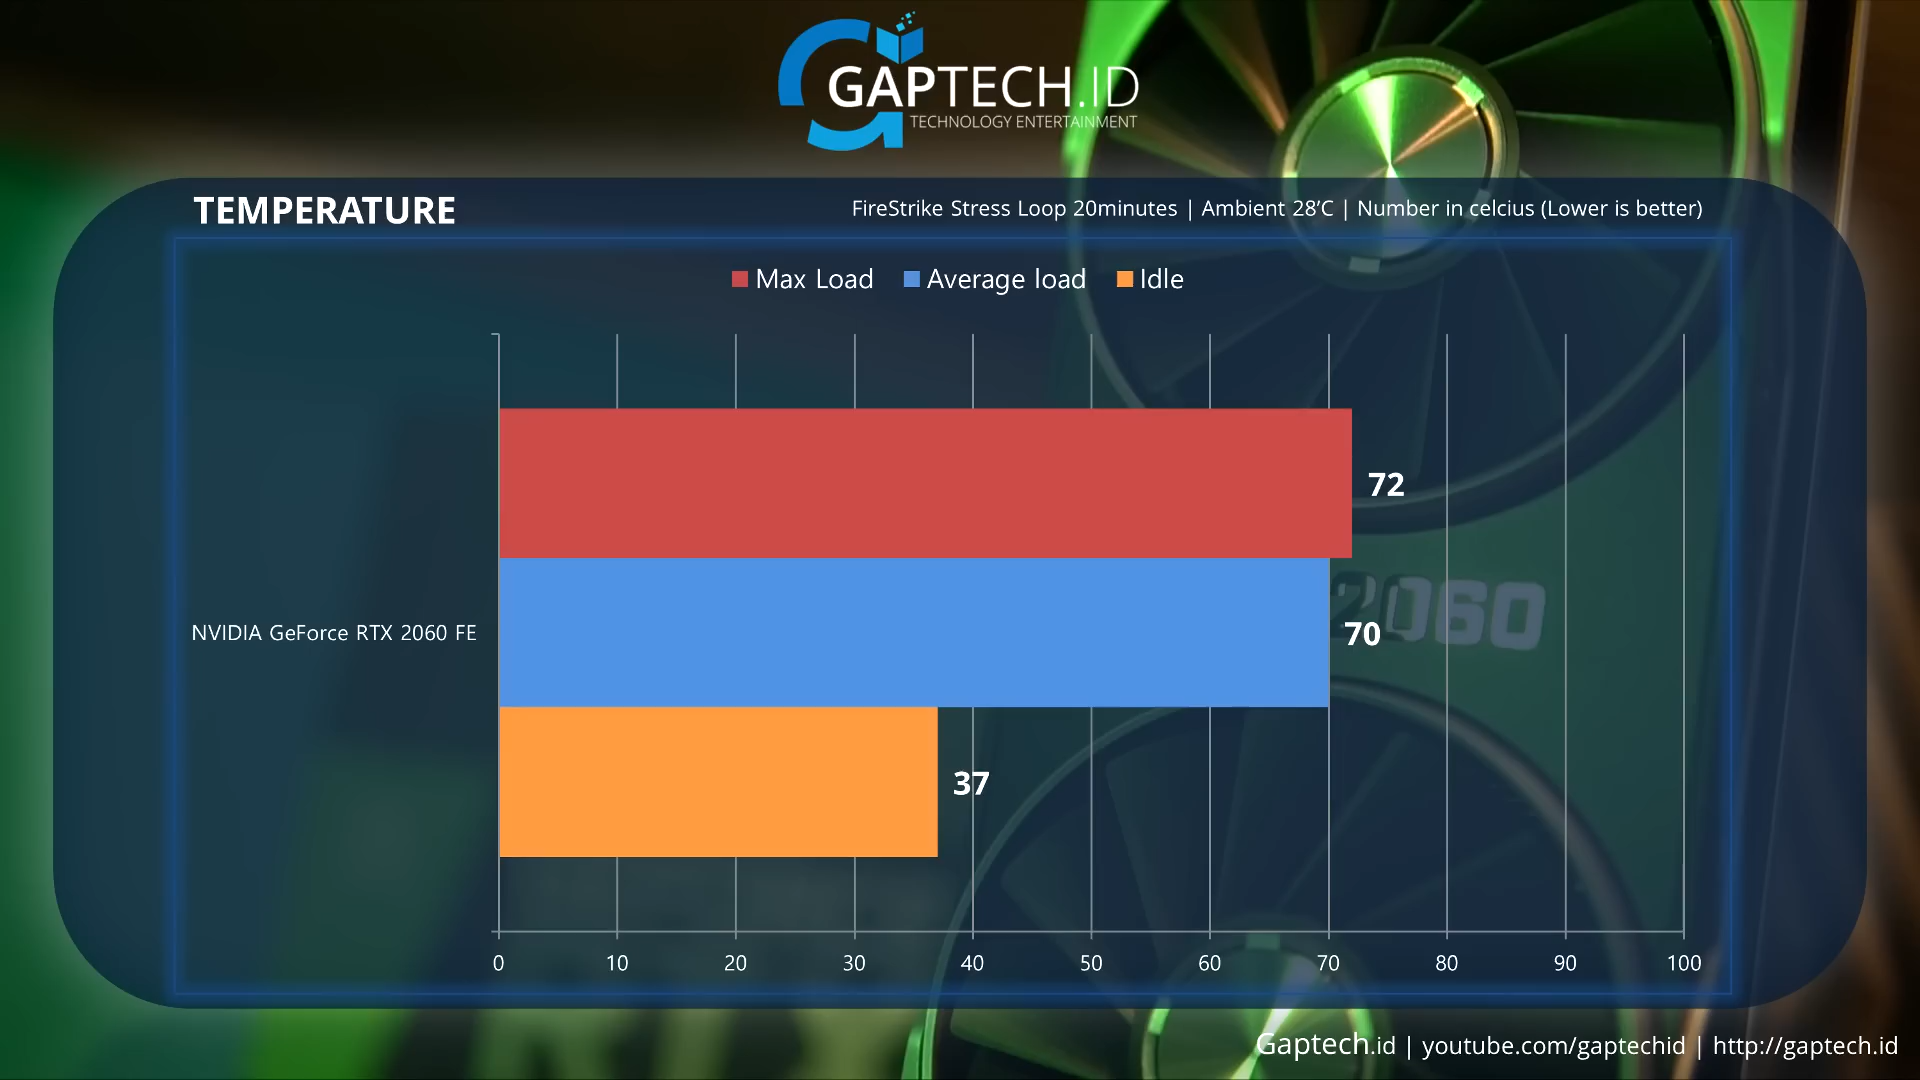 GAPTECH.ID
TECHNOLOGY ENTERTAINMENT
TEMPERATURE
FireStrike Stress Loop 20minutes | Ambient 28’C | Number in celcius (Lower is better)
Max Load Average load Idle
72
2060
NVIDIA GeForce RTX 2060 FE
70
37
0 10 20 30 40 50 60 70 80 90 100
Gaptech.id | youtube.com/gaptechid | http://gaptech.id